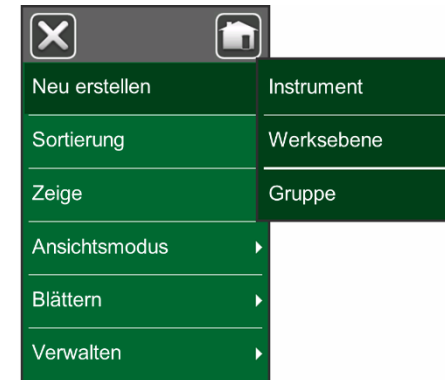 Neu erstellen
Instrument
Sortierung
Werksebene
Zeige
Gruppe
Ansichtsmodus
Blättern
Verwalten